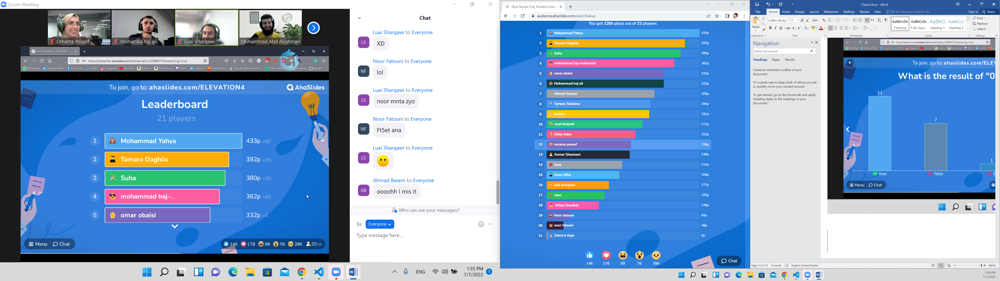 Zoom Meeting
Omama Yousef
mohamad haj ali
Luai Sharqawi
Mohammad Abd Alrahman
Quiz Review 0 - AhaSlides
https://presenter.ahaslides.com/presentation/2898919?presenting=true
WhatsApp Telegram Web Facebook Twitter Instagram YouTube Amazon Amazon.de Twitch LinkedIn SoundCloud linkedin skill assessme... Python Mastery Elevation Rawabi
To join, go to: ahaslides.com/ELEVATION4
AhaSlides
Leaderboard
21 players
1 Mohammad Yahya 433p +97
2 Tamara Daghlis 392p +95
3 Suha 380p +95
4 mohammad haj-... 362p +92
5 omar obaisi 332p +0
Menu Chat
146 178 99 76 396 20/25
Chat
Luai Sharqawi to Everyone
LS
XD
Noor Fatouni to Everyone
NF
lol
Luai Sharqawi to Everyone
LS
noor mnta zyo
Noor Fatouni to Everyone
NF
Ft5et ana
Luai Sharqawi to Everyone
LS
Ahmad Basem to Everyone
AB
oooohh I mis it
Who can see your messages?
To: Everyone
Type message here...
ENG
1:35 PM
7/7/2022
1
Quiz Review 0 by Elevation Educa
audience.ahaslides.com/aw2r3lwkue
You got 12th place out of 21 players
1 Mohammad Yahya 433p
2 Tamara Daghlis 392p
3 Suha 380p
4 mohammad haj-mahmoud 362p
5 omar obaisi 332p
5 Mohammad haj ali 332p
7 Ahmad Salous 306p
8 Tarteel Talahma 294p
9 bashar 291p
10 ezat khaleeli 272p
11 Oday Sabe 252p
12 omama yousef 239p
13 Awnar Ghannam 236p
14 roaa 214p
15 Anas Attar 206p
16 luai sharqawi 177p
17 zayn 165p
18 Afnan Dweikat 148p
19 Noor fatouni 65p
20 noor fatouni 48p
21 Zahra'a Aqel 0p
146 178 99 76 396
Chat
Class5.docx - Word
File Home Insert Design Layout References Mailings Review View Tell me what you want to do... Sign in Share
Paste
Calibri (Body) 11
B I U abc
AaBbCcDc AaBbCcDc AaBbCc AaBbCcE
¶ Normal ¶ No Spac... Heading 1 Heading 2
Find
Replace
Select
Clipboard Font Paragraph Styles Editing
Navigation
Search document
Headings Pages Results
Create an interactive outline of your
document.
It's a great way to keep track of where you are
or quickly move your content around.
To get started, go to the Home tab and apply
Heading styles to the headings in your
document.
https://presenter.ahaslides.com/presentation/2898919?presenting=true
WhatsApp Telegram Web Facebook Twitter Instagram YouTube Amazon Amazon.de Twitch LinkedIn
To join, go to: ahaslides.com/ELEV
What is the result of "0
11
7
1
true
false
Menu Chat
Page 13 of 13 5 words English (United States)
480%
1:35 PM
7/7/2022